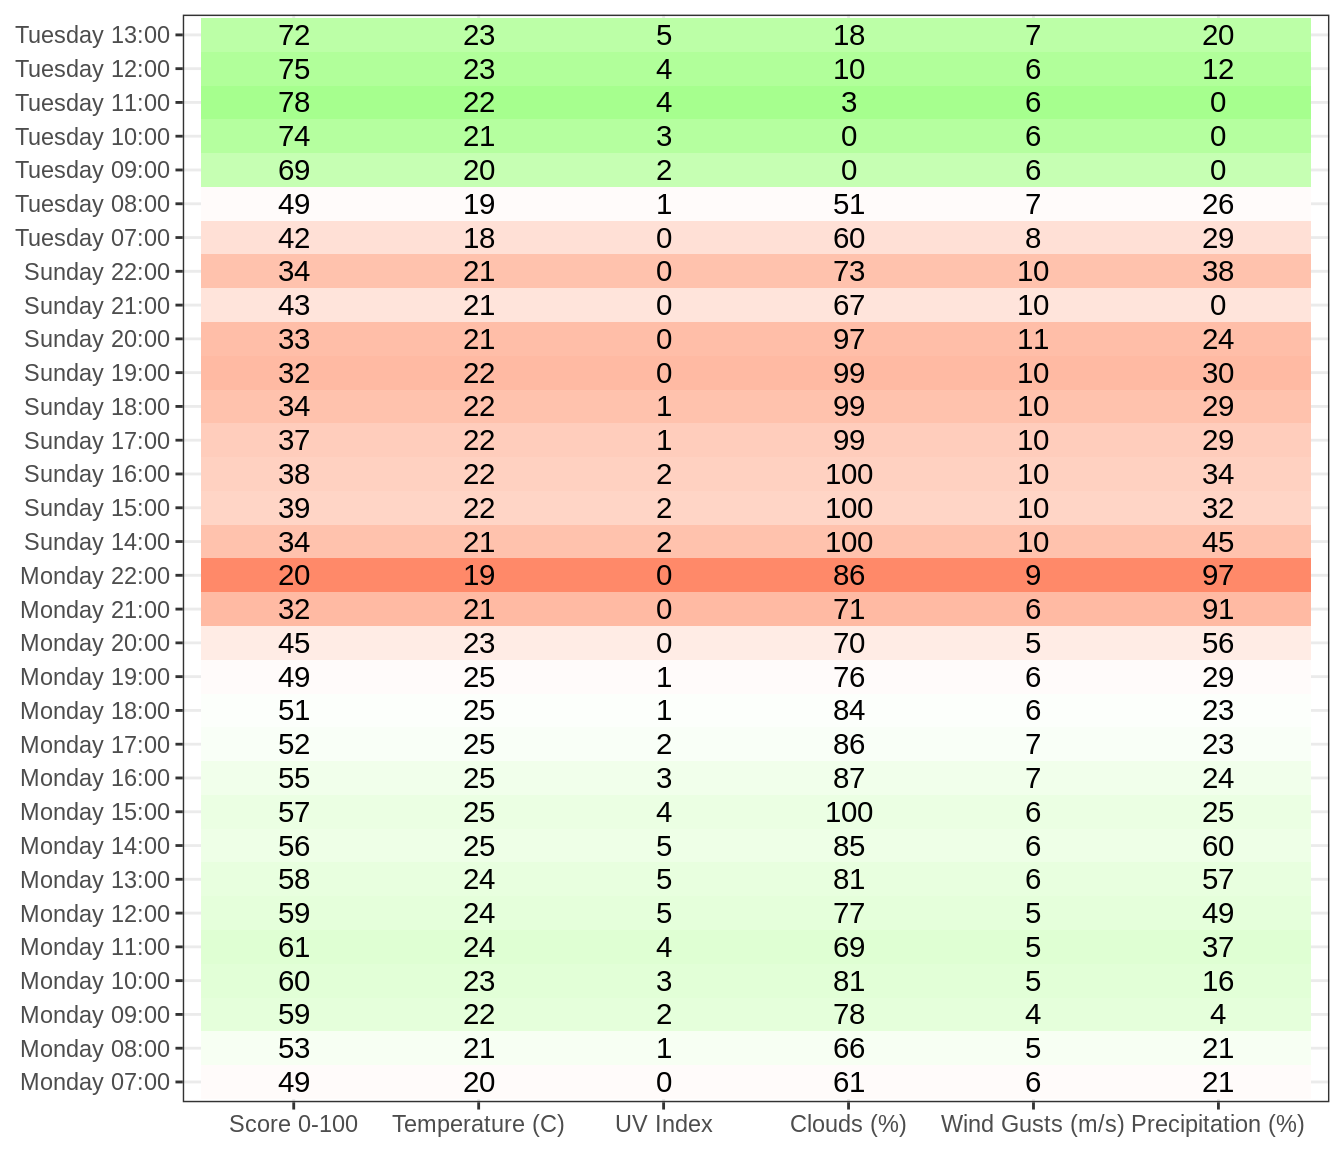 Tuesday 13:00 72 23 5 18 7 20
Tuesday 12:00 75 23 4 10 6 12
Tuesday 11:00 78 22 4 3 6 0
Tuesday 10:00 74 21 3 0 6 0
Tuesday 09:00 69 20 2 0 6 0
Tuesday 08:00 49 19 1 51 7 26
Tuesday 07:00 42 18 0 60 8 29
Sunday 22:00 34 21 0 73 10 38
Sunday 21:00 43 21 0 67 10 0
Sunday 20:00 33 21 0 97 11 24
Sunday 19:00 32 22 0 99 10 30
Sunday 18:00 34 22 1 99 10 29
Sunday 17:00 37 22 1 99 10 29
Sunday 16:00 38 22 2 100 10 34
Sunday 15:00 39 22 2 100 10 32
Sunday 14:00 34 21 2 100 10 45
Monday 22:00 20 19 0 86 9 97
Monday 21:00 32 21 0 71 6 91
Monday 20:00 45 23 0 70 5 56
Monday 19:00 49 25 1 76 6 29
Monday 18:00 51 25 1 84 6 23
Monday 17:00 52 25 2 86 7 23
Monday 16:00 55 25 3 87 7 24
Monday 15:00 57 25 4 100 6 25
Monday 14:00 56 25 5 85 6 60
Monday 13:00 58 24 5 81 6 57
Monday 12:00 59 24 5 77 5 49
Monday 11:00 61 24 4 69 5 37
Monday 10:00 60 23 3 81 5 16
Monday 09:00 59 22 2 78 4 4
Monday 08:00 53 21 1 66 5 21
Monday 07:00 49 20 0 61 6 21
Score 0-100 Temperature (C) UV Index Clouds (%) Wind Gusts (m/s) Precipitation (%)